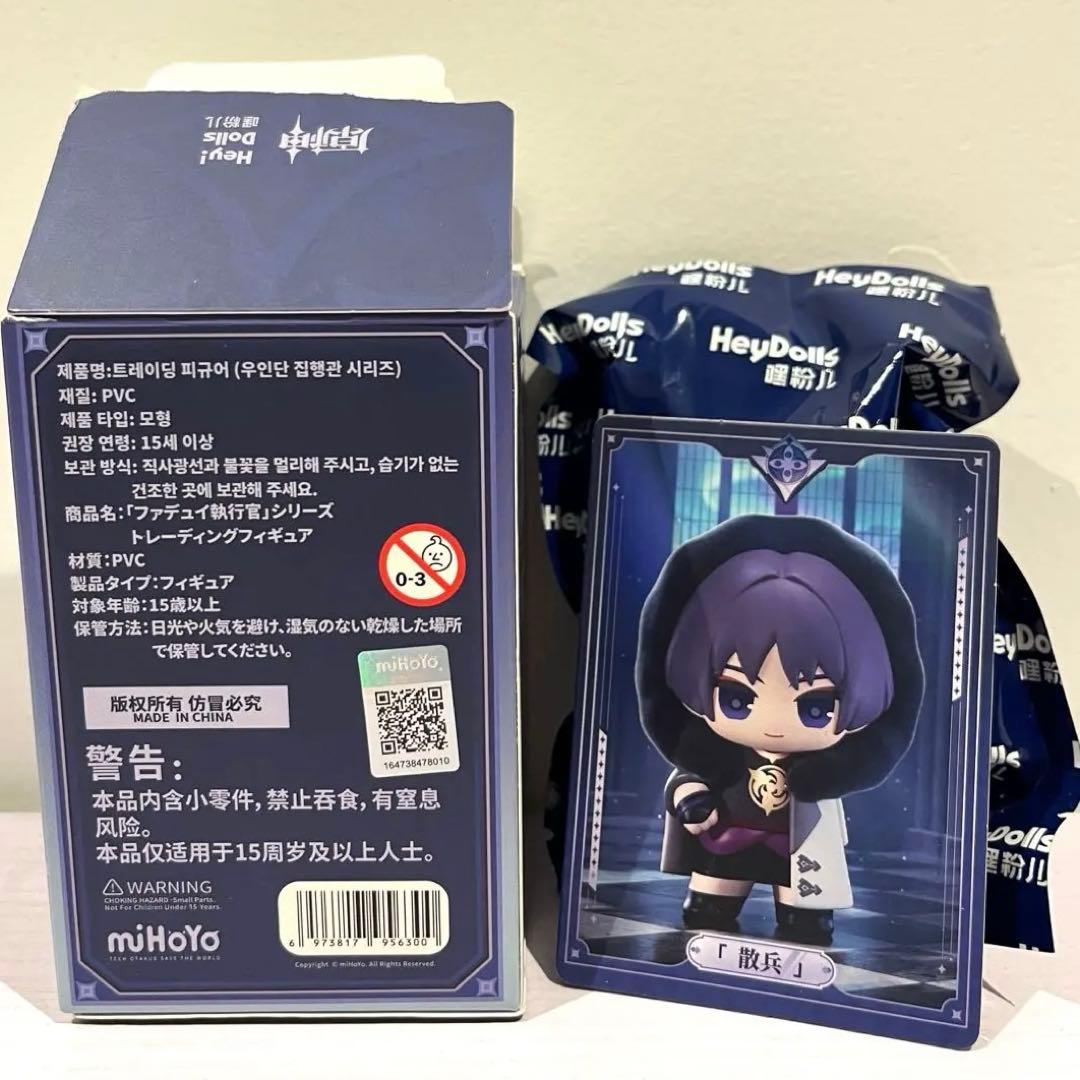 Hey!
Dolls
嘿粉儿
原神
제품명:트레이딩 피규어 (우인단 집행관 시리즈)
재질: PVC
제품 타입: 모형
권장 연령: 15세 이상
보관 방식: 직사광선과 불꽃을 멀리해 주시고, 습기가 없는
건조한 곳에 보관해 주세요.
商品名:「ファデュイ執行官」シリーズ
トレーディングフィギュア
材質:PVC
製品タイプ:フィギュア
対象年齢:15歳以上
保管方法:日光や火気を避け、湿気のない乾燥した場所
で保管してください。
0-3
miHoYo
164738478010
版权所有 仿冒必究
MADE IN CHINA
警告:
本品内含小零件, 禁止吞食, 有窒息
风险。
本品仅适用于15周岁及以上人士。
WARNING
CHOKING HAZARD -Small Parts.
Not For Children Under 15 Years.
miHoYo
TECH OTAKUS SAVE THE WORLD
6 973817 956300
Copyright © miHoYo. All Rights Reserved.
HeyDolls
嘿粉儿
HeyDolls
嘿粉儿
HeyDolls
嘿粉儿
HeyDolls
嘿粉儿
HeyDolls
嘿粉儿
「 散兵 」